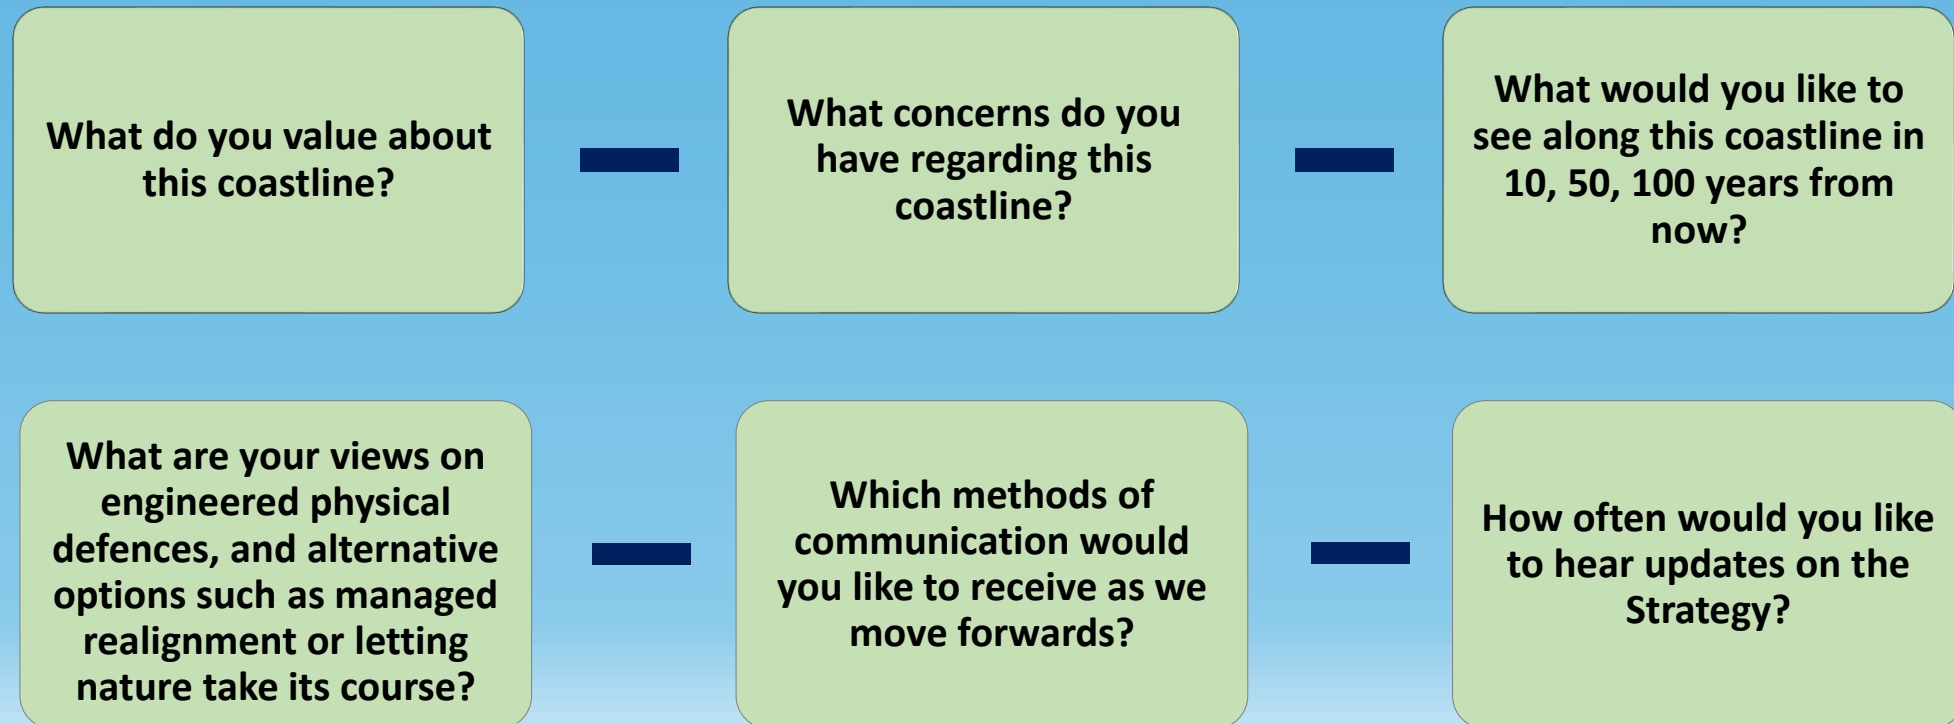 What do you value about
this coastline?
What concerns do you
have regarding this
coastline?
What would you like to
see along this coastline in
10, 50, 100 years from
now?
What are your views on
engineered physical
defences, and alternative
options such as managed
realignment or letting
nature take its course?
Which methods of
communication would
you like to receive as we
move forwards?
How often would you like
to hear updates on the
Strategy?